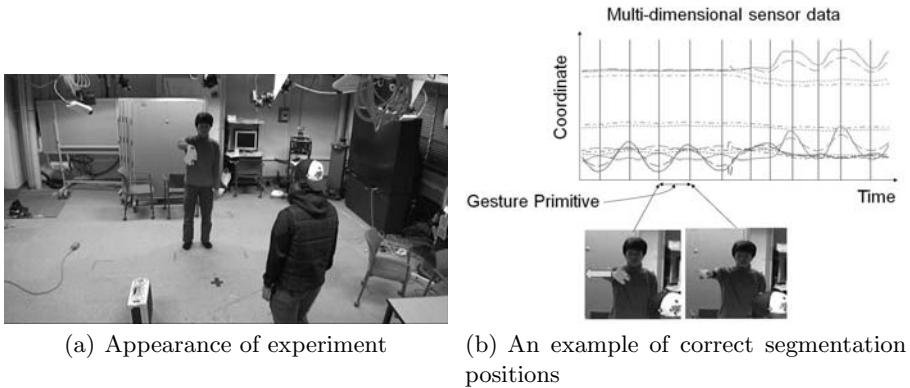 Multi-dimensional sensor data
Coordinate
Time
Gesture Primitive
(a) Appearance of experiment
(b) An example of correct segmentation
positions